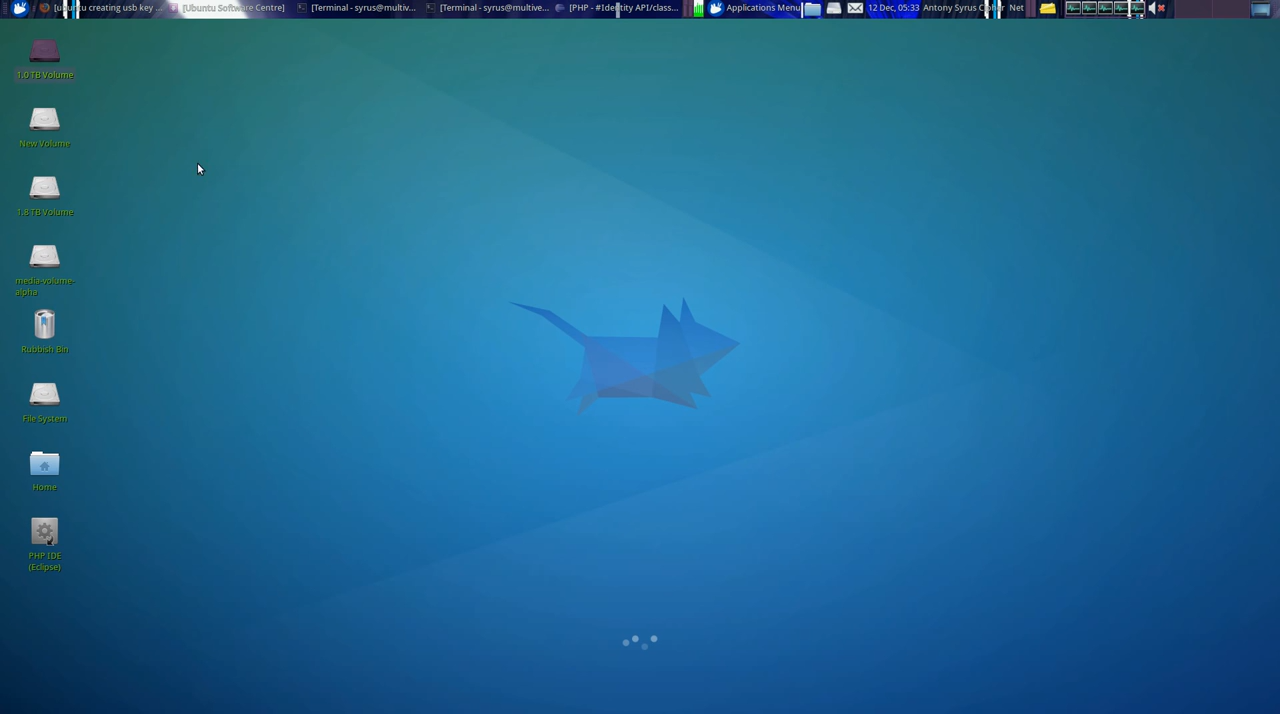 [ubuntu creating usb key ...
[Ubuntu Software Centre]
[Terminal - syrus@multiv...
[Terminal - syrus@multive...
[PHP - #Identity API/class...
Applications Menu
12 Dec, 05:33
Antony Syrus
Net
1.0 TB Volume
New Volume
1.8 TB Volume
media-volume-
alpha
Rubbish Bin
File System
Home
PHP IDE
(Eclipse)